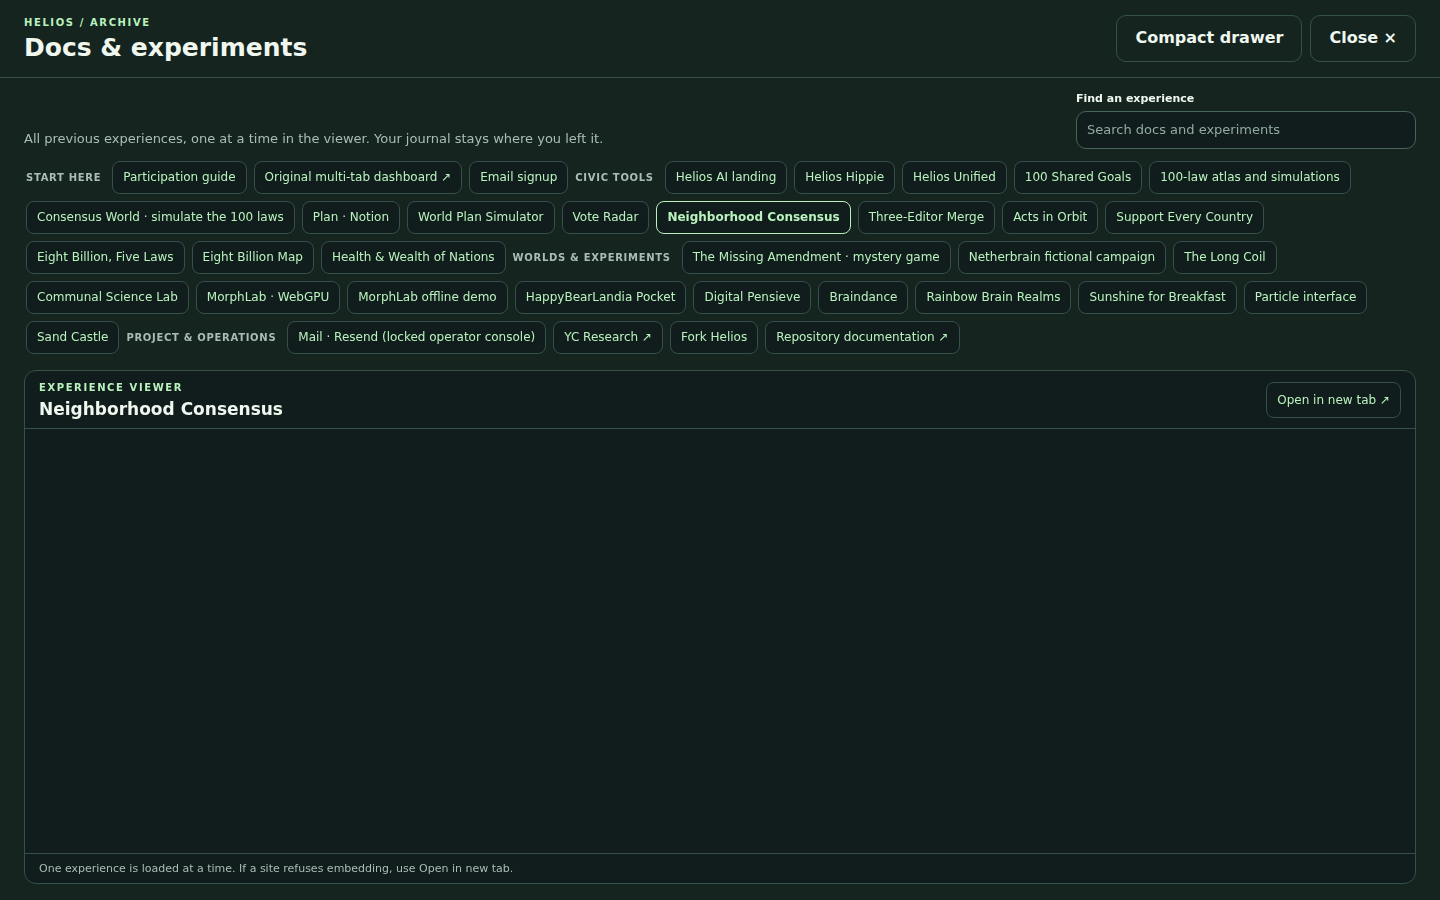 HELIOS / ARCHIVE
Docs & experiments
Compact drawer
Close ×
Find an experience
Search docs and experiments
All previous experiences, one at a time in the viewer. Your journal stays where you left it.
START HERE Participation guide Original multi-tab dashboard ↗ Email signup CIVIC TOOLS Helios AI landing Helios Hippie Helios Unified 100 Shared Goals 100-law atlas and simulations
Consensus World · simulate the 100 laws Plan · Notion World Plan Simulator Vote Radar Neighborhood Consensus Three-Editor Merge Acts in Orbit Support Every Country
Eight Billion, Five Laws Eight Billion Map Health & Wealth of Nations WORLDS & EXPERIMENTS The Missing Amendment · mystery game Netherbrain fictional campaign The Long Coil
Communal Science Lab MorphLab · WebGPU MorphLab offline demo HappyBearLandia Pocket Digital Pensieve Braindance Rainbow Brain Realms Sunshine for Breakfast Particle interface
Sand Castle PROJECT & OPERATIONS Mail · Resend (locked operator console) YC Research ↗ Fork Helios Repository documentation ↗
EXPERIENCE VIEWER
Neighborhood Consensus
Open in new tab ↗
One experience is loaded at a time. If a site refuses embedding, use Open in new tab.